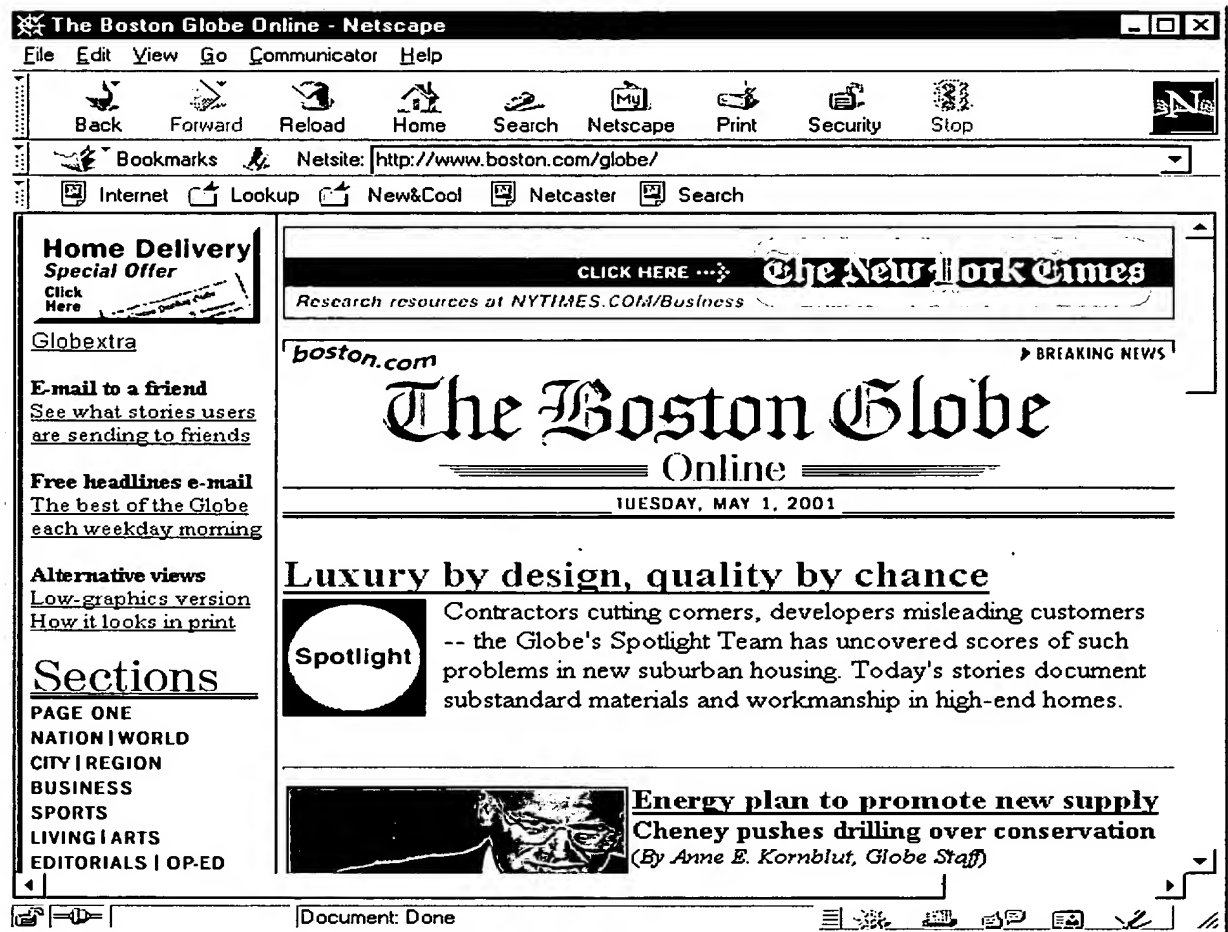 The Boston Globe Online - Netscape
File Edit View Go Communicator Help
Back Forward Reload Home Search Netscape Print Security Stop
My
N
Bookmarks Netsite: http://www.boston.com/globe/
Internet Lookup New&Cool Netcaster Search
Home Delivery
Special Offer
Click
Here
Globextra
E-mail to a friend
See what stories users
are sending to friends
Free headlines e-mail
The best of the Globe
each weekday morning
Alternative views
Low-graphics version
How it looks in print
Sections
PAGE ONE
NATION | WORLD
CITY | REGION
BUSINESS
SPORTS
LIVING | ARTS
EDITORIALS | OP-ED
CLICK HERE The New York Times
Research resources at NYTIMES.COM/Business
boston.com BREAKING NEWS
The Boston Globe
Online
TUESDAY, MAY 1, 2001
Luxury by design, quality by chance
Spotlight
Contractors cutting corners, developers misleading customers
-- the Globe's Spotlight Team has uncovered scores of such
problems in new suburban housing. Today's stories document
substandard materials and workmanship in high-end homes.
Energy plan to promote new supply
Cheney pushes drilling over conservation
(By Anne E. Kornblut, Globe Staff)
Document: Done